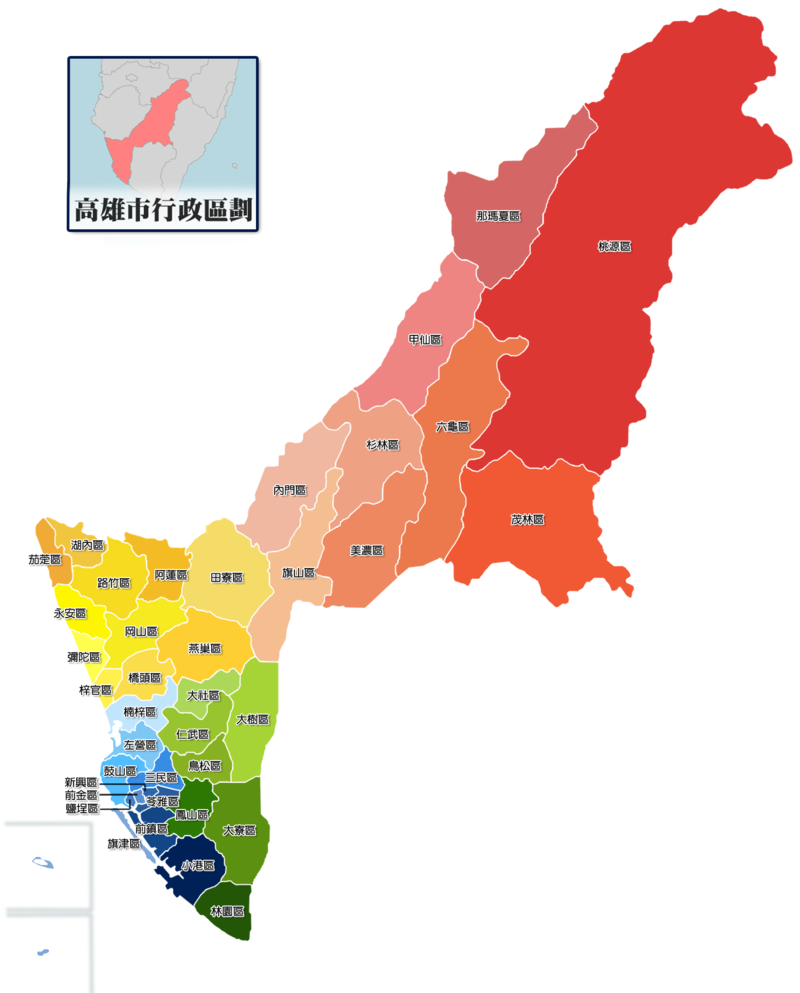 高雄市行政區劃
那瑪夏區
桃源區
甲仙區
六龜區
杉林區
內門區
茂林區
美濃區
旗山區
湖內區
茄萣區
路竹區
阿蓮區
田寮區
永安區
岡山區
燕巢區
彌陀區
橋頭區
梓官區
大社區
楠梓區
大樹區
仁武區
左營區
鳥松區
鼓山區
三民區
新興區
前金區
苓雅區
鹽埕區
鳳山區
前鎮區
大寮區
旗津區
小港區
林園區